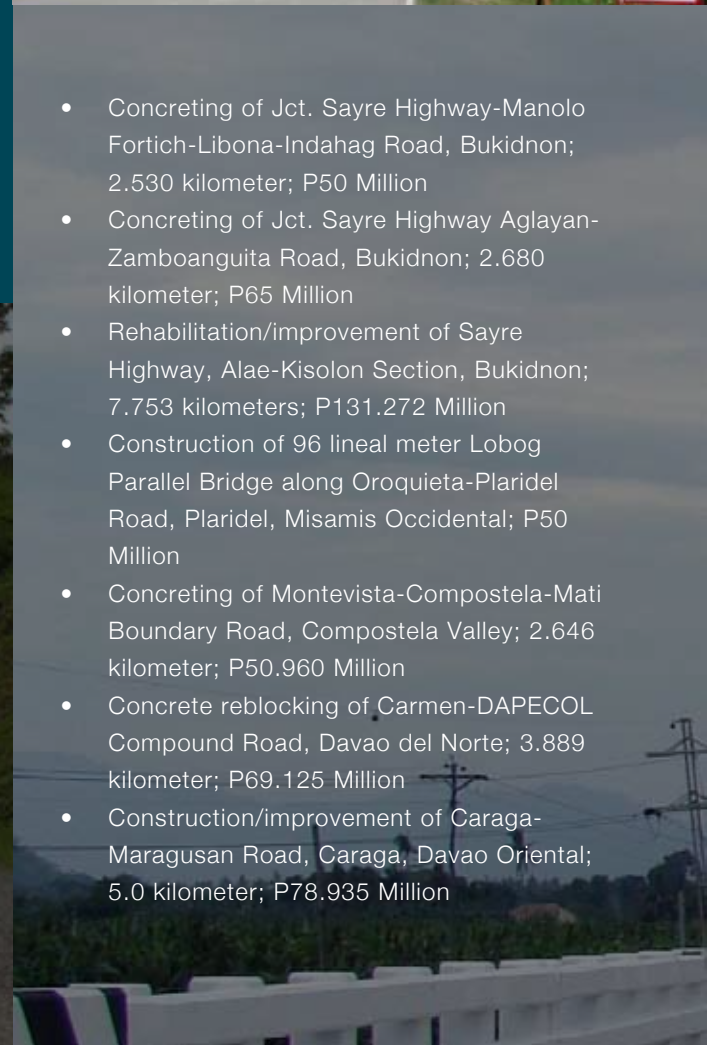 • Concreting of Jct. Sayre Highway-Manolo
Fortich-Libona-Indahag Road, Bukidnon;
2.530 kilometer; P50 Million
• Concreting of Jct. Sayre Highway Aglayan-
Zamboanguita Road, Bukidnon; 2.680
kilometer; P65 Million
• Rehabilitation/improvement of Sayre
Highway, Alae-Kisolon Section, Bukidnon;
7.753 kilometers; P131.272 Million
• Construction of 96 lineal meter Lobog
Parallel Bridge along Oroquieta-Plaridel
Road, Plaridel, Misamis Occidental; P50
Million
• Concreting of Montevista-Compostela-Mati
Boundary Road, Compostela Valley; 2.646
kilometer; P50.960 Million
• Concrete reblocking of Carmen-DAPECOL
Compound Road, Davao del Norte; 3.889
kilometer; P69.125 Million
• Construction/improvement of Caraga-
Maragusan Road, Caraga, Davao Oriental;
5.0 kilometer; P78.935 Million